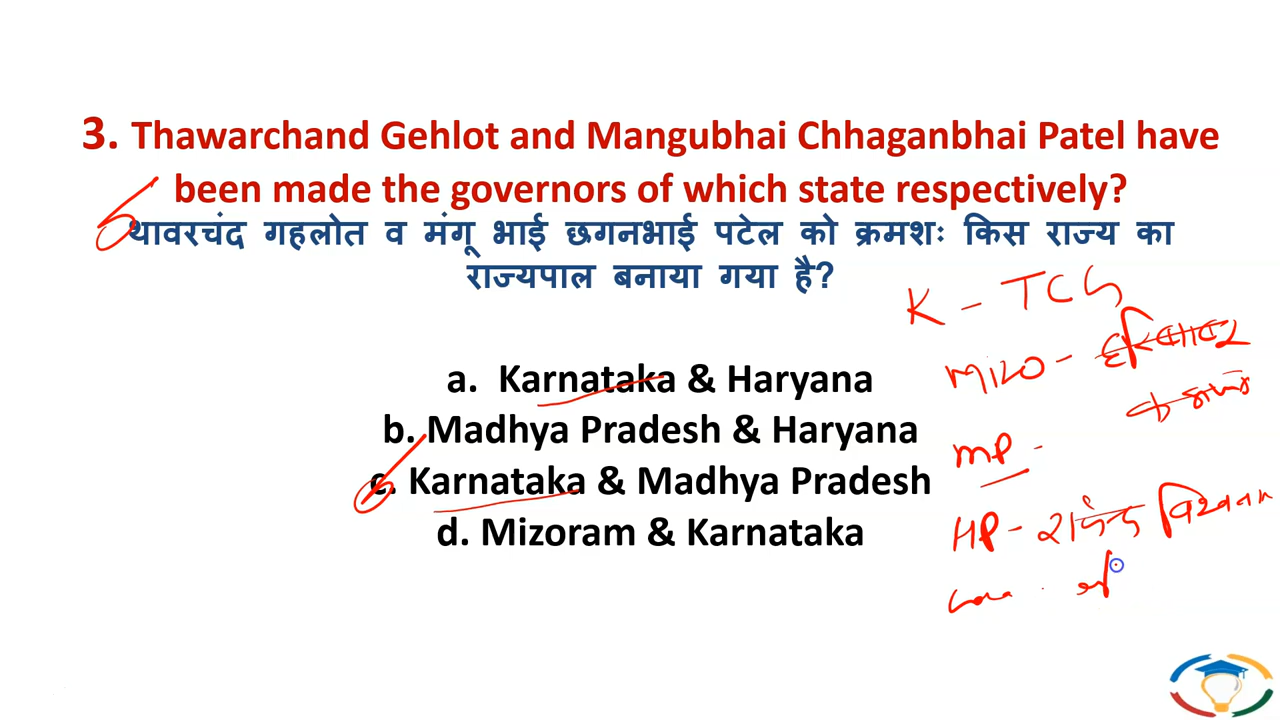 3. Thawarchand Gehlot and Mangubhai Chhaganbhai Patel have
been made the governors of which state respectively?
थावरचंद गहलोत व मंगू भाई छगनभाई पटेल को क्रमशः किस राज्य का
राज्यपाल बनाया गया है?
K - TCG
a. Karnataka & Haryana
Mizo -
b. Madhya Pradesh & Haryana
MP -
c. Karnataka & Madhya Pradesh
d. Mizoram & Karnataka
HP -